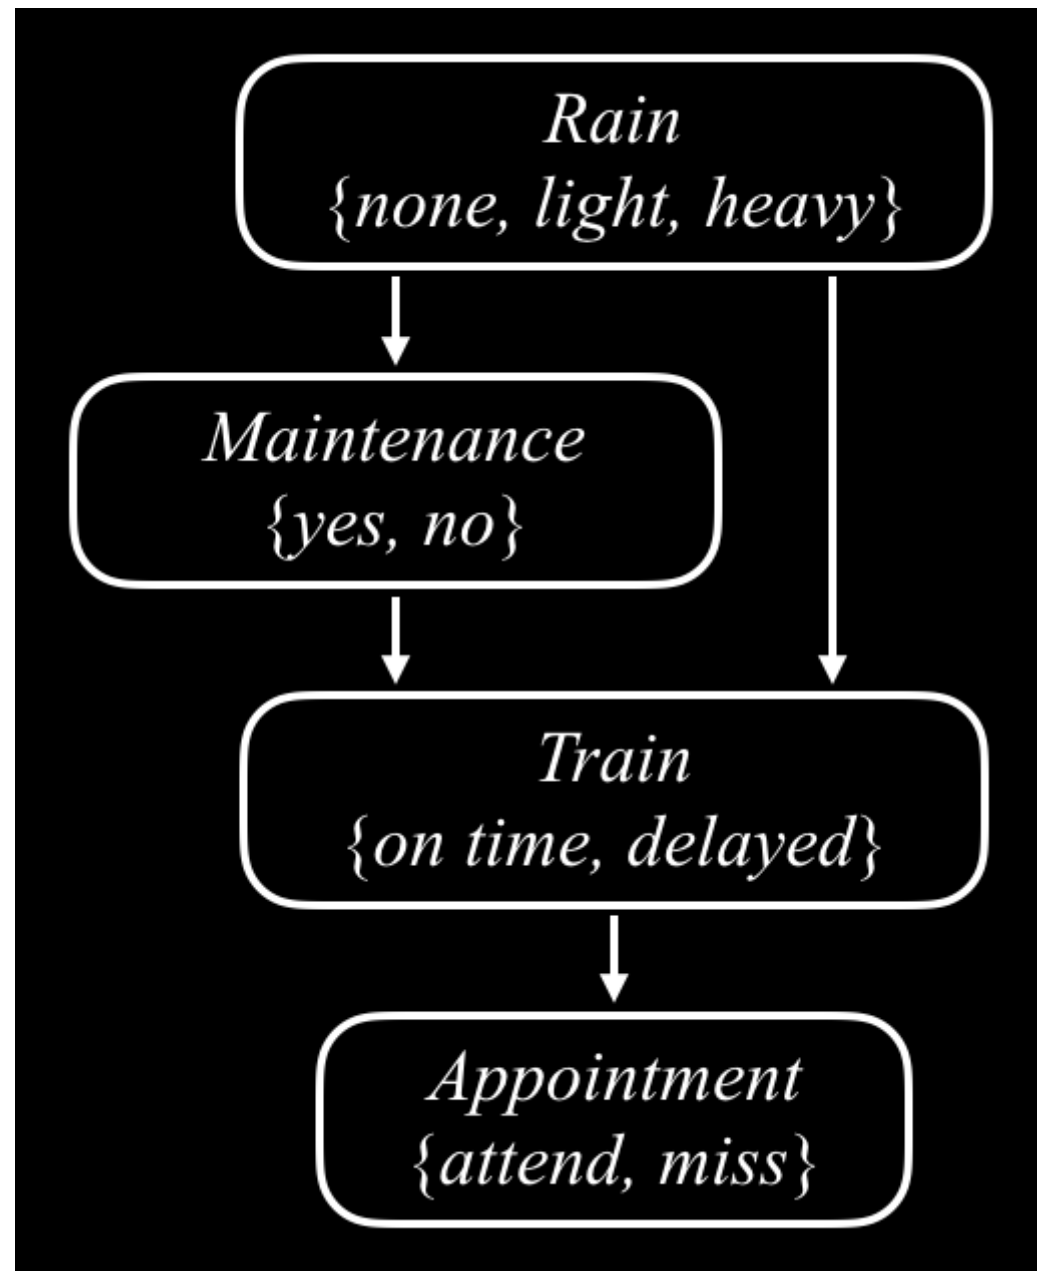 Rain
{none, light, heavy}
Maintenance
{yes, no}
Train
{on time, delayed}
Appointment
{attend, miss}